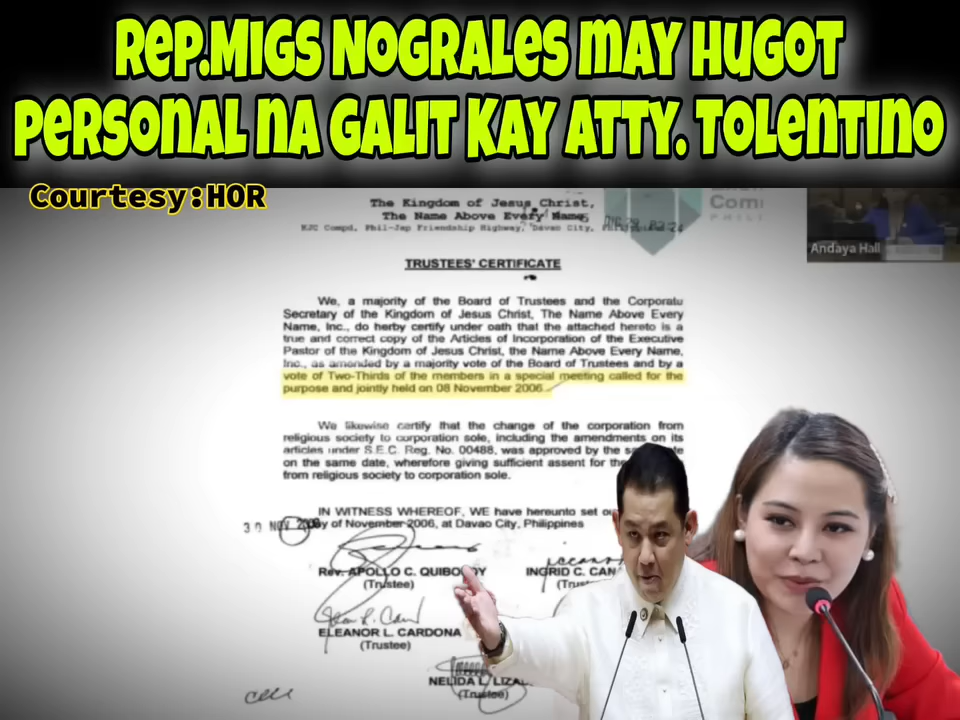 Rep.Migs Nograles may Hugot
Personal na galit kay Atty. Tolentino
Courtesy:HOR
The Kingdom of Jesus Christ,
The Name Above Every Name,
KJC Compd, Phil-Jap Friendship Highway, Davao City,
Andaya Hall
TRUSTEES' CERTIFICATE
We, a majority of the Board of Trustees and the Corporate
Secretary of the Kingdom of Jesus Christ, The Name Above Every
Name, Inc., do herby certify under oath that the attached hereto is a
true and correct copy of the Articles of Incorporation of the Executive
Pastor of the Kingdom of Jesus Christ, the Name Above Every Name,
Inc., as amended by a majority vote of the Board of Trustees and by a
vote of Two-Thirds of the members in a special meeting called for the
purpose and jointly held on 08 November 2006.
We likewise certify that the change of the corporation from
religious society to corporation sole, including the amendments on its
articles under S.E.C. Reg. No. 00488, was approved by the
on the same date, wherefore giving sufficient assent for the
from religious society to corporation sole.
IN WITNESS WHEREOF, WE have hereunto set
30 NOV 2006 of November 2006, at Davao City, Philippines
Rev. APOLLO C. QUIBOLOY
INGRID C.
(Trustee)
ELEANOR L. CARDONA
(Trustee)
NELIDA L.
(Trustee)